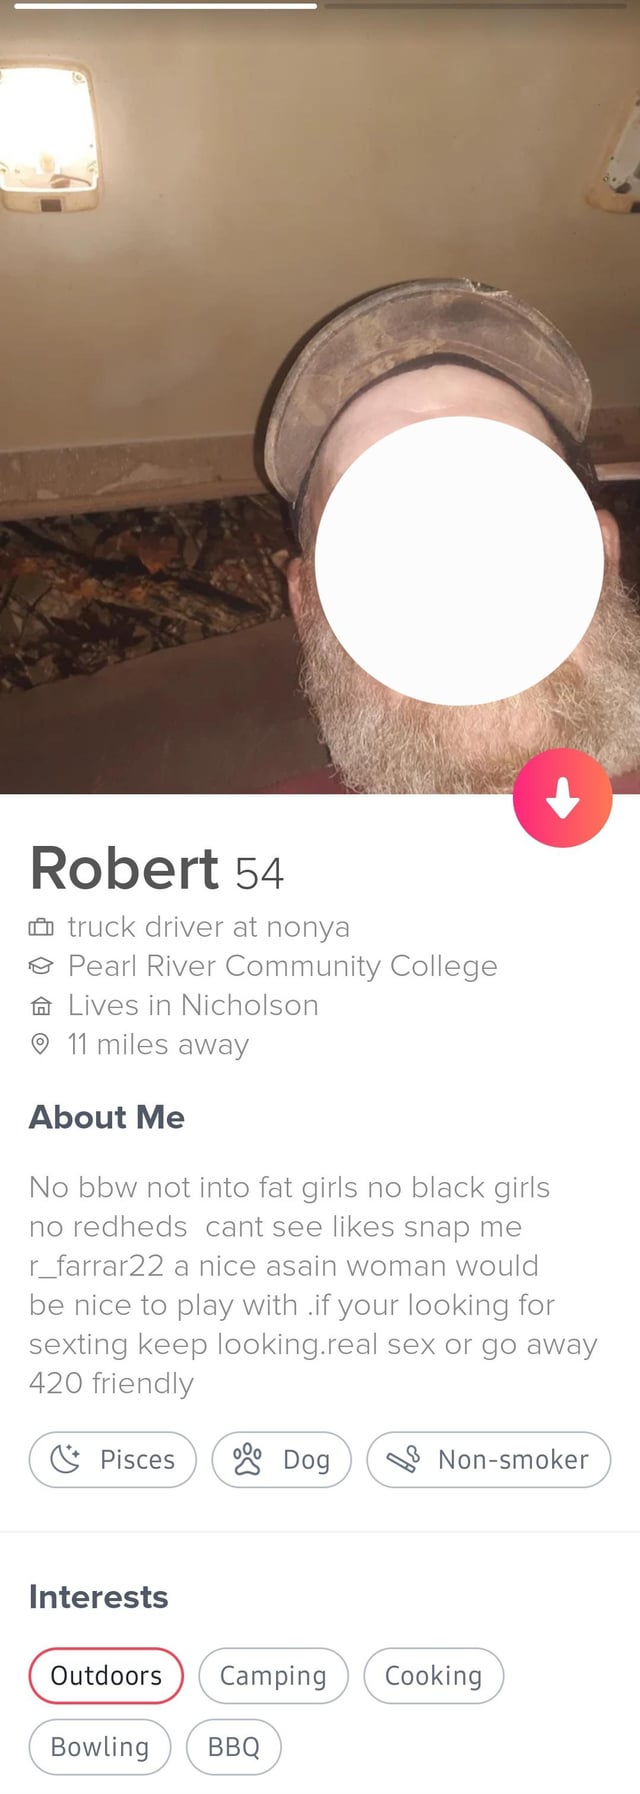 Robert 54
truck driver at nonya
Pearl River Community College
Lives in Nicholson
11 miles away
About Me
No bbw not into fat girls no black girls
no redheds  cant see likes snap me
r_farrar22 a nice asain woman would
be nice to play with .if your looking for
sexting keep looking.real sex or go away
420 friendly
Pisces Dog Non-smoker
Interests
Outdoors Camping Cooking
Bowling BBQ